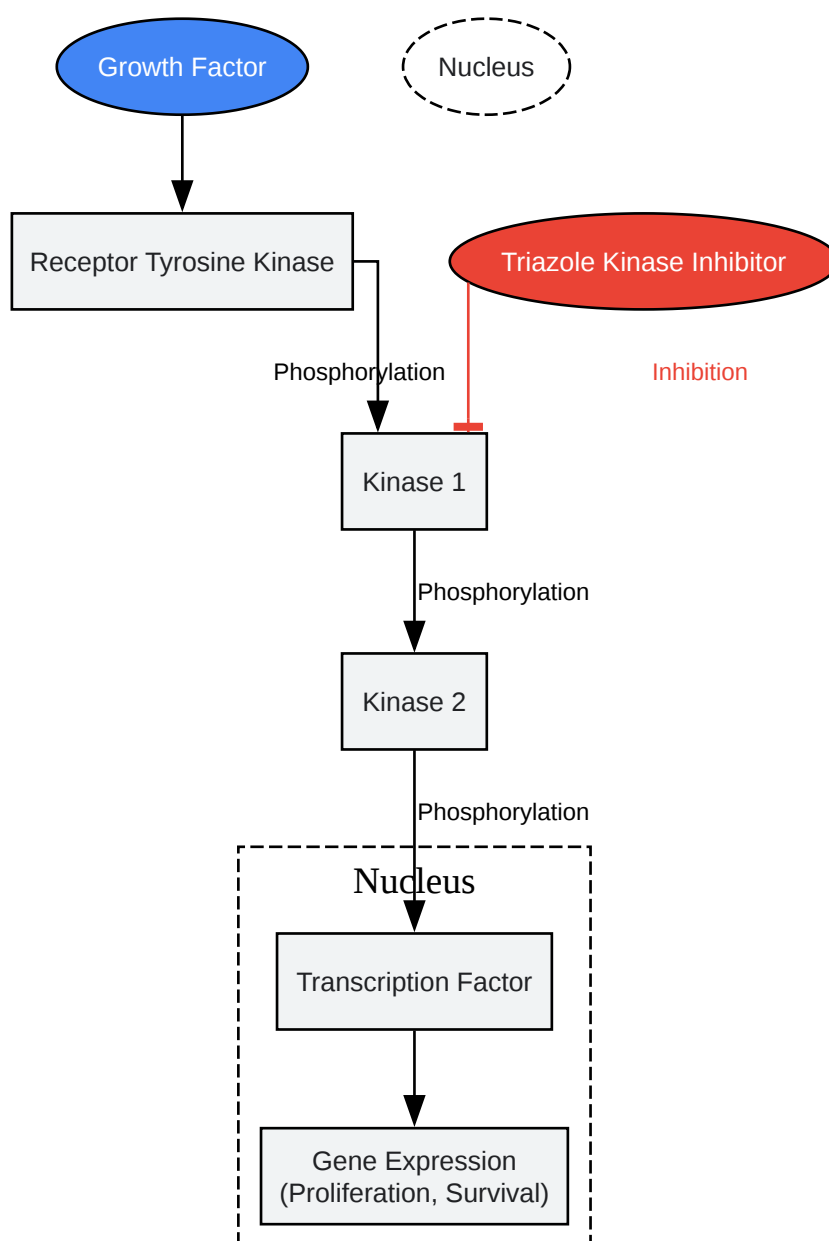 Growth Factor
Nucleus
Receptor Tyrosine Kinase
Triazole Kinase Inhibitor
Phosphorylation
Inhibition
Kinase 1
Phosphorylation
Kinase 2
Phosphorylation
Nucleus
Transcription Factor
Gene Expression
(Proliferation, Survival)